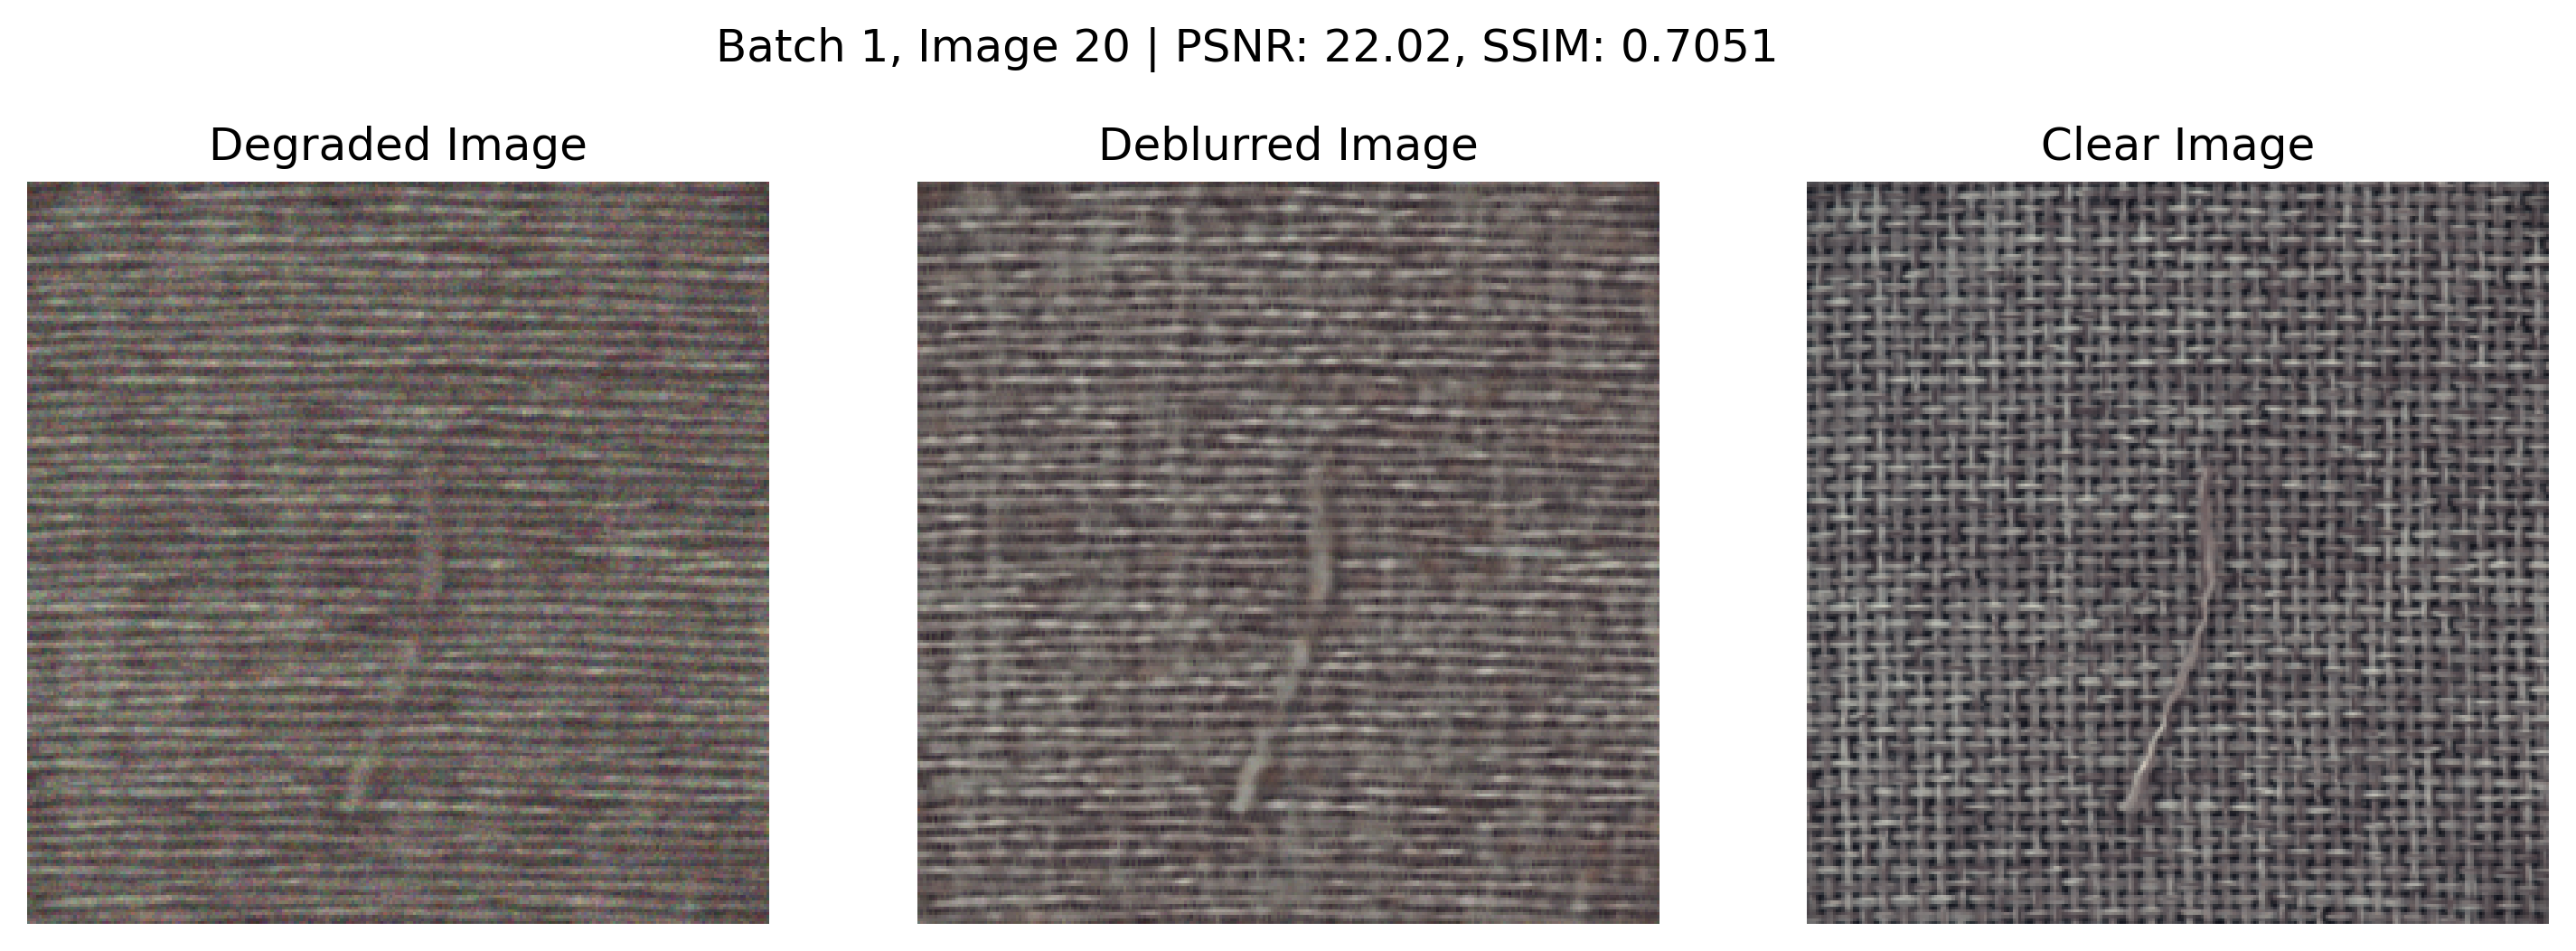 Batch 1, Image 20 | PSNR: 22.02, SSIM: 0.7051
Degraded Image
Deblurred Image
Clear Image